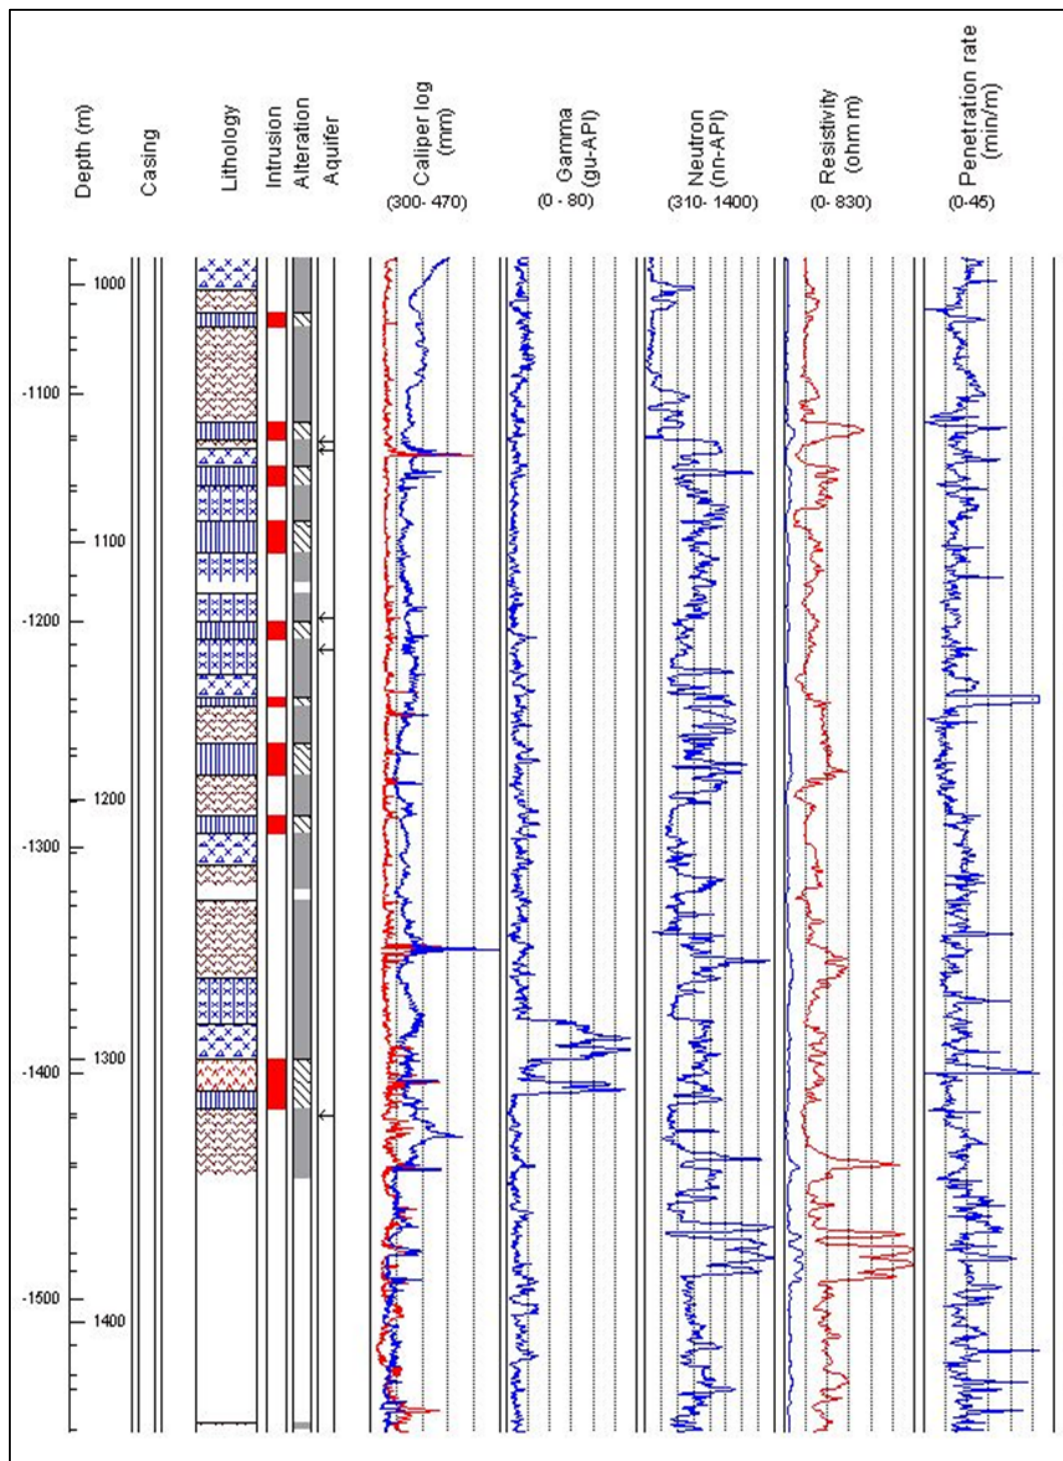 Depth (m)
Casing
Lithology
Intrusion
Alteration
Aquifer
Caliper log
(mm)
(300- 470)
Gamma
(gu-API)
(0 - 80)
Neutron
(nn-API)
(310- 1400)
Resistivity
(ohm m)
(0- 830)
Penetration rate
(min/m)
(0-45)
1000
-1100
1100
-1200
1200
-1300
1300
-1400
-1500
1400